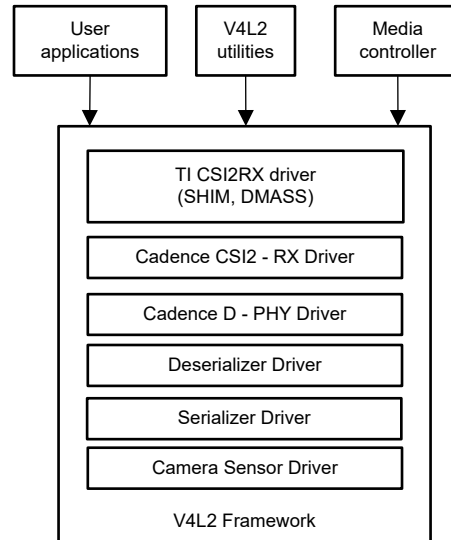 User
applications
V4L2
utilities
Media
controller
TI CSI2RX driver
(SHIM, DMASS)
Cadence CSI2 - RX Driver
Cadence D - PHY Driver
Deserializer Driver
Serializer Driver
Camera Sensor Driver
V4L2 Framework